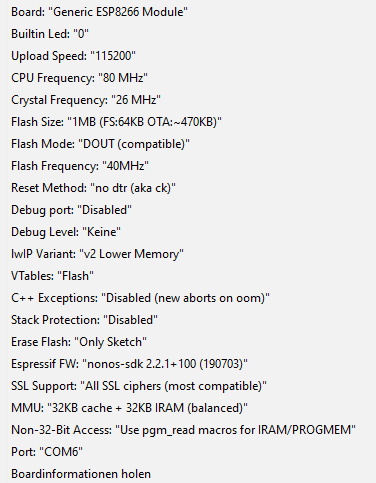 Board: "Generic ESP8266 Module"
Builtin Led: "0"
Upload Speed: "115200"
CPU Frequency: "80 MHz"
Crystal Frequency: "26 MHz"
Flash Size: "1MB (FS:64KB OTA:~470KB)"
Flash Mode: "DOUT (compatible)"
Flash Frequency: "40MHz"
Reset Method: "no dtr (aka ck)"
Debug port: "Disabled"
Debug Level: "Keine"
lwIP Variant: "v2 Lower Memory"
VTables: "Flash"
C++ Exceptions: "Disabled (new aborts on oom)"
Stack Protection: "Disabled"
Erase Flash: "Only Sketch"
Espressif FW: "nonos-sdk 2.2.1+100 (190703)"
SSL Support: "All SSL ciphers (most compatible)"
MMU: "32KB cache + 32KB IRAM (balanced)"
Non-32-Bit Access: "Use pgm_read macros for IRAM/PROGMEM"
Port: "COM6"
Boardinformationen holen